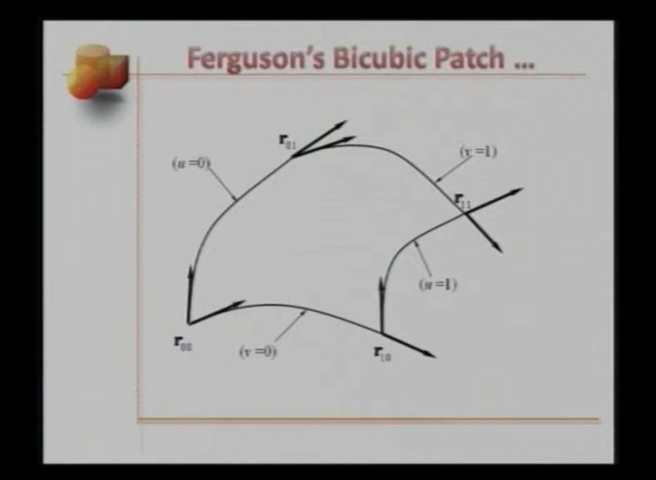 Ferguson's Bicubic Patch ...
r01
(u=0)
(v=1)
r11
(u=1)
r00
(v=0)
r10